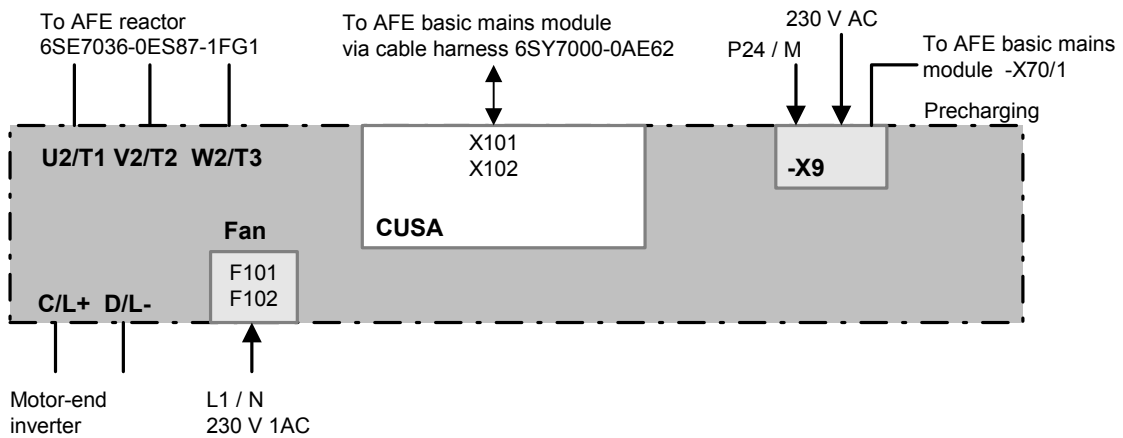 To AFE reactor
6SE7036-0ES87-1FG1
To AFE basic mains module
via cable harness 6SY7000-0AE62
230 V AC
P24 / M
To AFE basic mains
module -X70/1
Precharging
U2/T1 V2/T2 W2/T3
X101
X102
CUSA
-X9
Fan
F101
F102
C/L+ D/L-
Motor-end
inverter
L1 / N
230 V 1AC